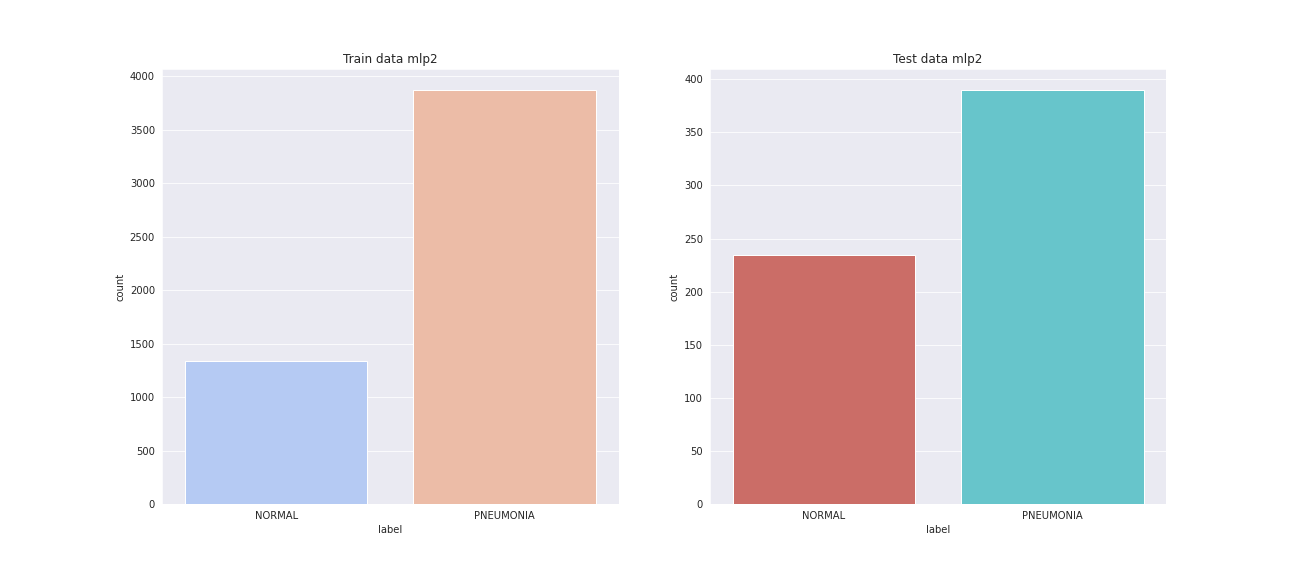 Train data mlp2
4000
3500
3000
2500
2000
1500
1000
500
0
count
NORMAL PNEUMONIA
label
Test data mlp2
400
350
300
250
200
150
100
50
0
count
NORMAL PNEUMONIA
label